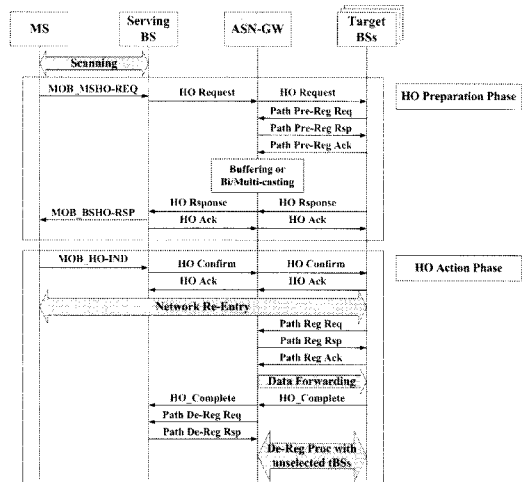 MS
Serving
BS
ASN-GW
Target
BSs
Scanning
MOB_MSHO-REQ
HO Request
HO Request
HO Preparation Phase
Path Pre-Reg Req
Path Pre-Reg Rsp
Path Pre-Reg Ack
Buffering or
Bi/Multi-casting
HO Rsponse
HO Rsponse
MOB_BSHO-RSP
HO Ack
HO Ack
MOB_HO-IND
HO Confirm
HO Confirm
HO Action Phase
HO Ack
HO Ack
Network Re-Entry
Path Reg Req
Path Reg Rsp
Path Reg Ack
Data Forwarding
HO_Complete
HO_Complete
Path De-Reg Req
Path De-Reg Rsp
De-Reg Proc with
unselected tBSs